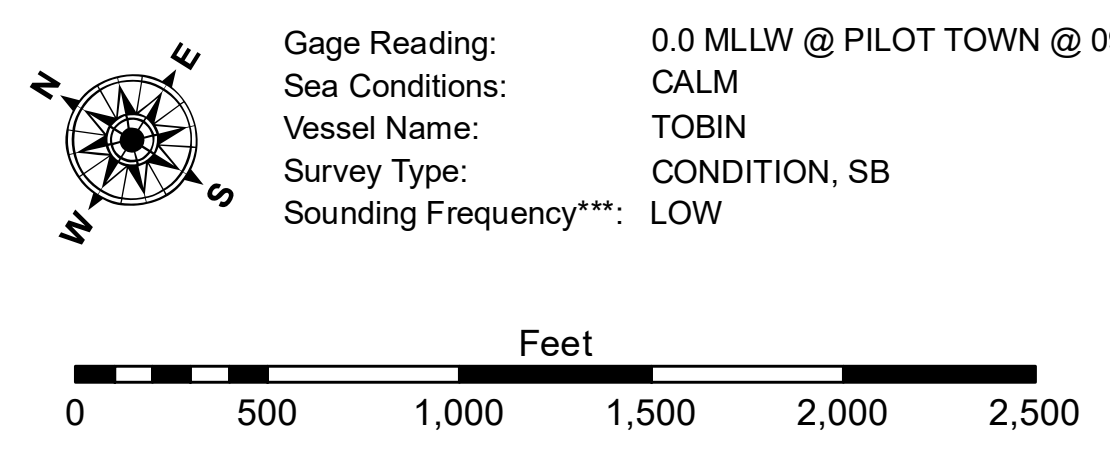 N E S W
Gage Reading: 0.0 MLLW @ PILOT TOWN @
Sea Conditions: CALM
Vessel Name: TOBIN
Survey Type: CONDITION, SB
Sounding Frequency***: LOW
Feet
0 500 1,000 1,500 2,000 2,500